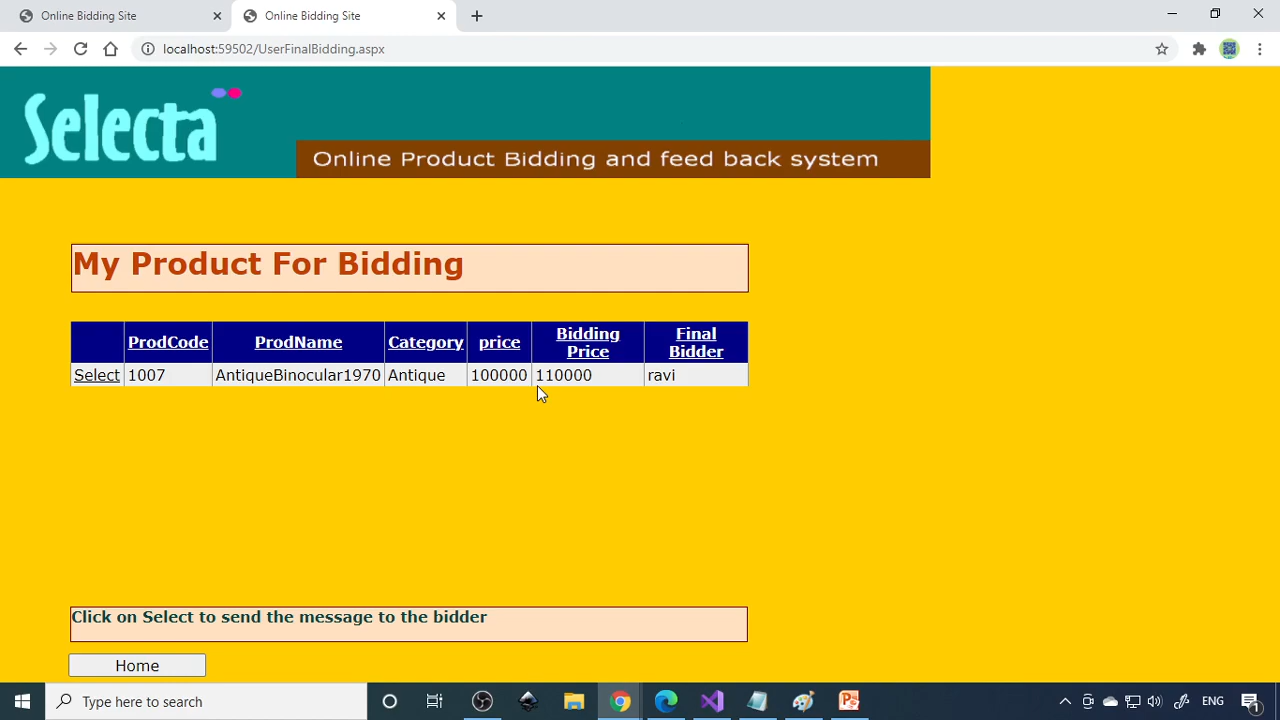 Online Bidding Site
Online Bidding Site
localhost:59502/UserFinalBidding.aspx
Selecta
Online Product Bidding and feed back system
My Product For Bidding
ProdCode ProdName Category price Bidding Price Final Bidder
Select 1007 AntiqueBinocular1970 Antique 100000 110000 ravi
Click on Select to send the message to the bidder
Home
Type here to search
ENG
1